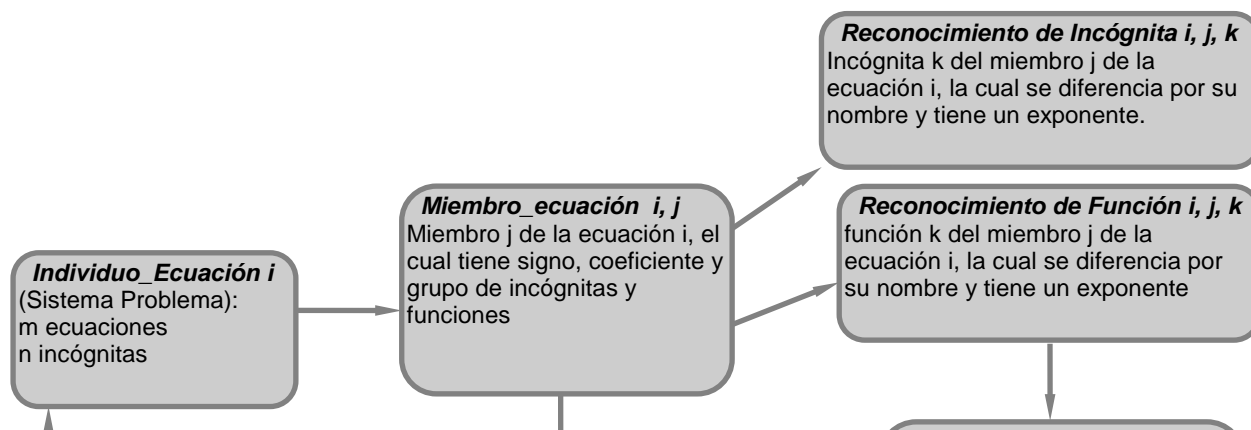 Reconocimiento de Incógnita i, j, k
Incógnita k del miembro j de la
ecuación i, la cual se diferencia por su
nombre y tiene un exponente.
Miembro_ecuación i, j
Miembro j de la ecuación i, el
cual tiene signo, coeficiente y
grupo de incógnitas y
funciones
Reconocimiento de Función i, j, k
función k del miembro j de la
ecuación i, la cual se diferencia por
su nombre y tiene un exponente
Individuo_Ecuación i
(Sistema Problema):
m ecuaciones
n incógnitas